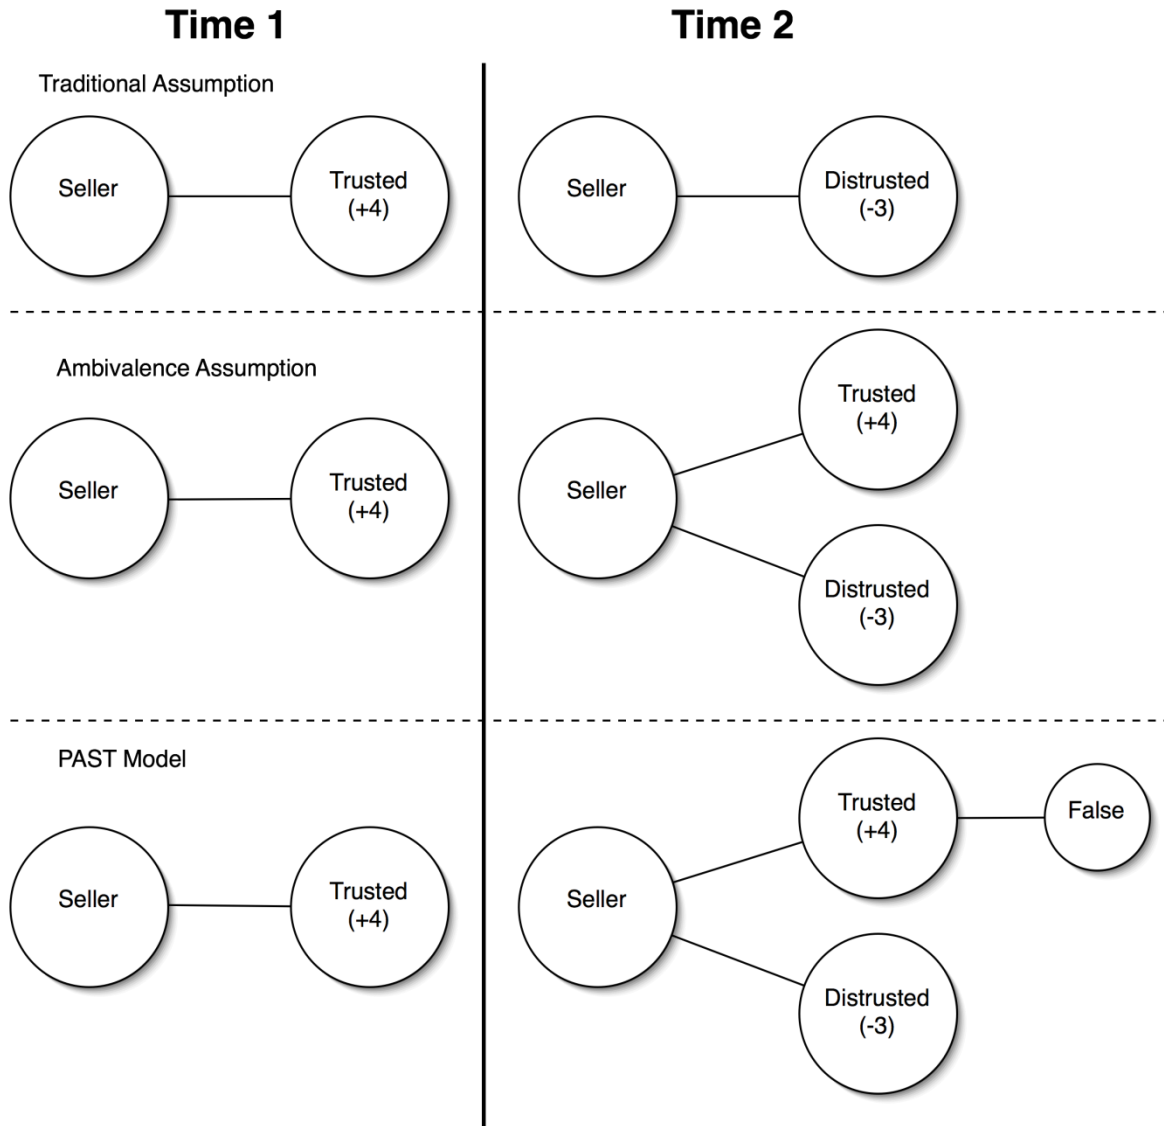 Time 1
Time 2
Traditional Assumption
Seller
Trusted
(+4)
Seller
Distrusted
(-3)
Ambivalence Assumption
Seller
Trusted
(+4)
Seller
Trusted
(+4)
Distrusted
(-3)
PAST Model
Seller
Trusted
(+4)
Seller
Trusted
(+4)
False
Distrusted
(-3)